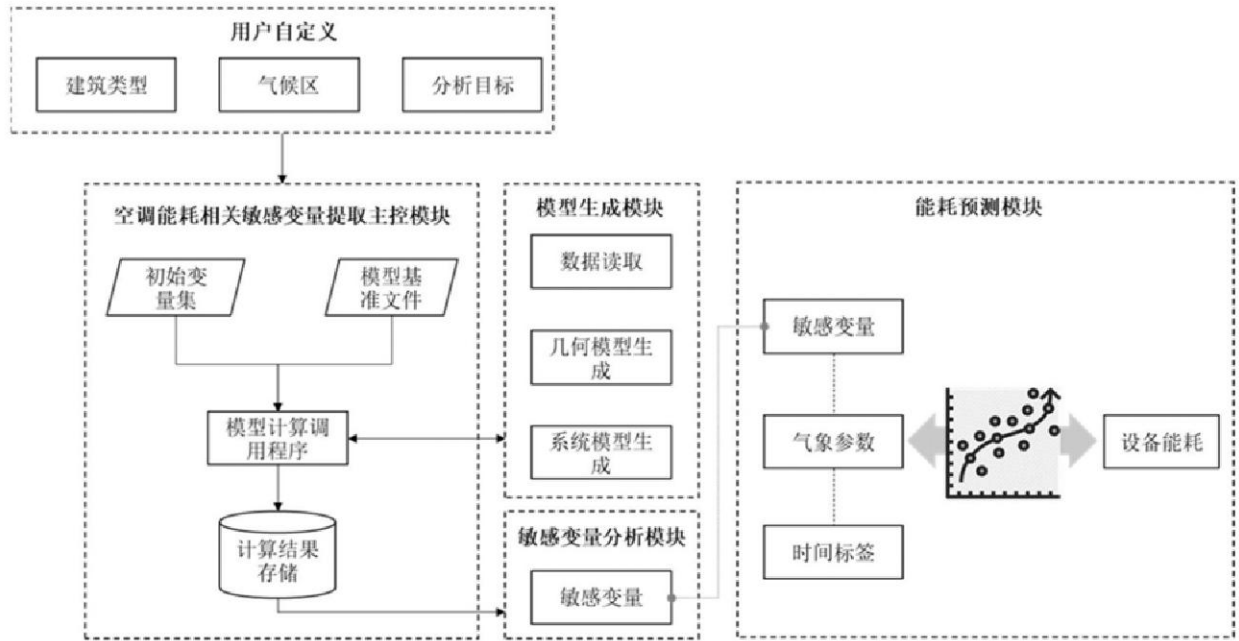 用户自定义
建筑类型
气候区
分析目标
空调能耗相关敏感变量提取主控模块
初始变
量集
模型基
准文件
模型计算调
用程序
计算结果
存储
模型生成模块
数据读取
几何模型生
成
系统模型生
成
敏感变量分析模块
敏感变量
能耗预测模块
敏感变量
气象参数
时间标签
设备能耗